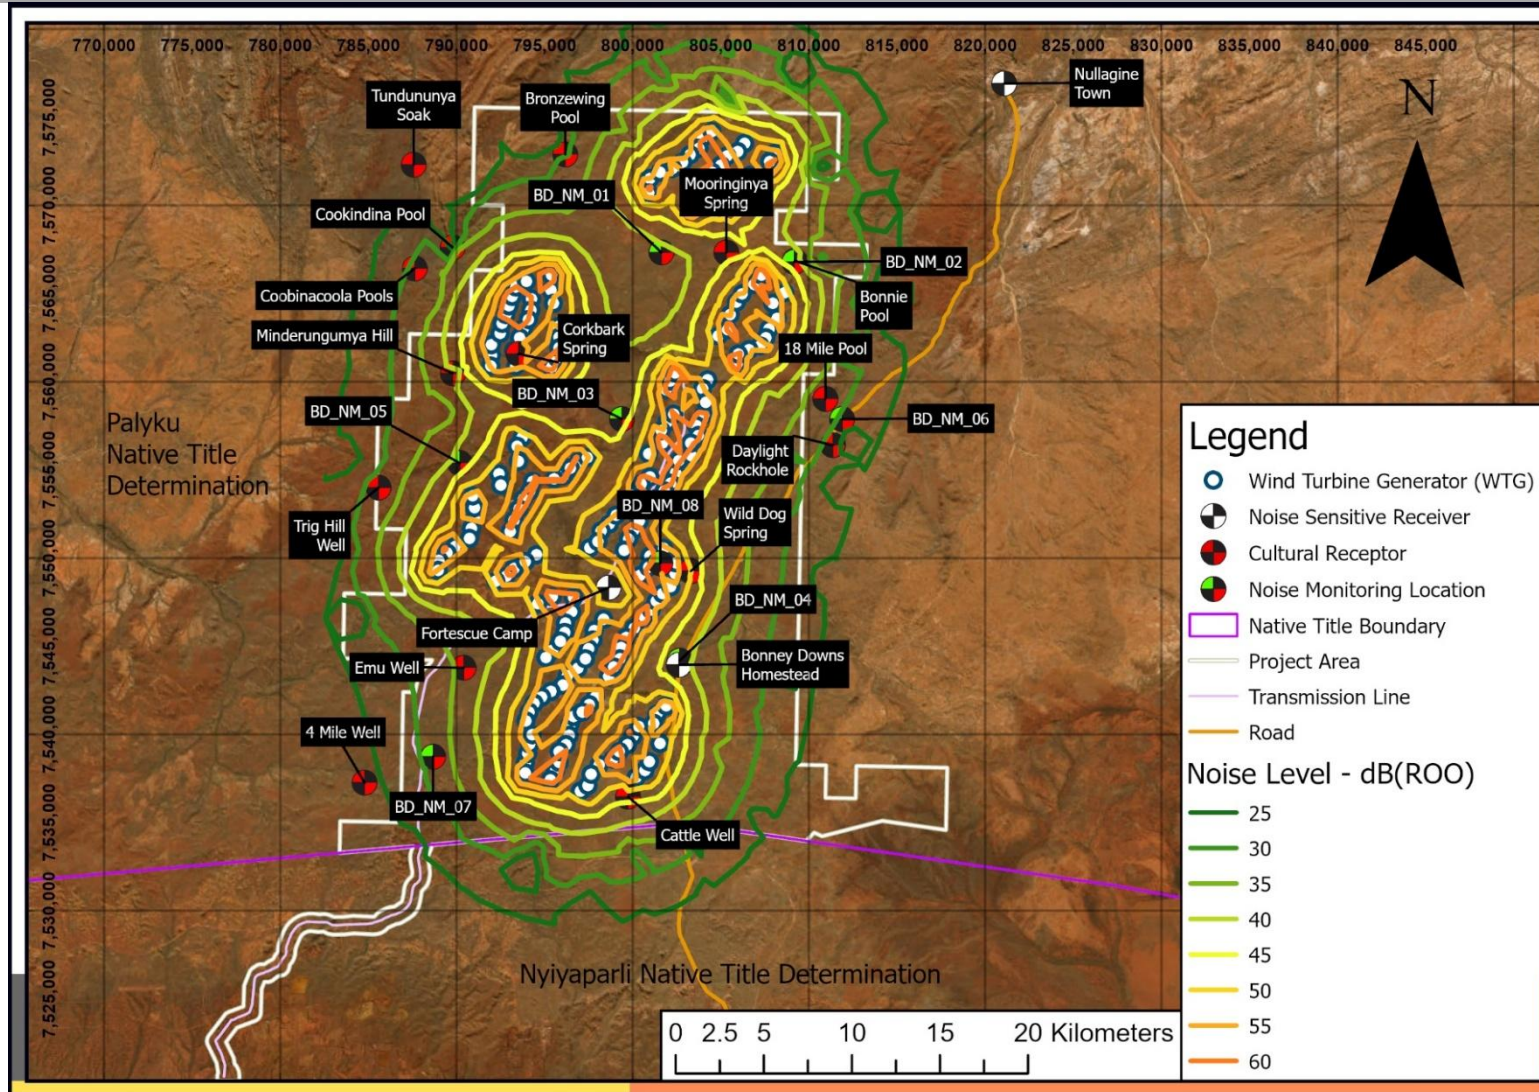 770,000 775,000 780,000 785,000 790,000 795,000 800,000 805,000 810,000 815,000 820,000 825,000 830,000 835,000 840,000 845,000
7,575,000
7,570,000
7,565,000
7,560,000
7,555,000
7,550,000
7,545,000
7,540,000
7,535,000
7,530,000
7,525,000
N
Nullagine
Town
Tundununya
Soak
Bronzewing
Pool
BD_NM_01
Mooringinya
Spring
Cookindina Pool
BD_NM_02
Coobinacoola Pools
Bonnie
Pool
Minderungumya Hill
Corkbark
Spring
18 Mile Pool
BD_NM_03
BD_NM_05
BD_NM_06
Palyku
Native Title
Determination
Daylight
Rockhole
Trig Hill
Well
BD_NM_08
Wild Dog
Spring
BD_NM_04
Fortescue Camp
Emu Well
Bonney Downs
Homestead
4 Mile Well
BD_NM_07
Cattle Well
Nyiyaparli Native Title Determination
Legend
Wind Turbine Generator (WTG)
Noise Sensitive Receiver
Cultural Receptor
Noise Monitoring Location
Native Title Boundary
Project Area
Transmission Line
Road
Noise Level - dB(ROO)
25
30
35
40
45
50
55
60
0 2.5 5 10 15 20 Kilometers